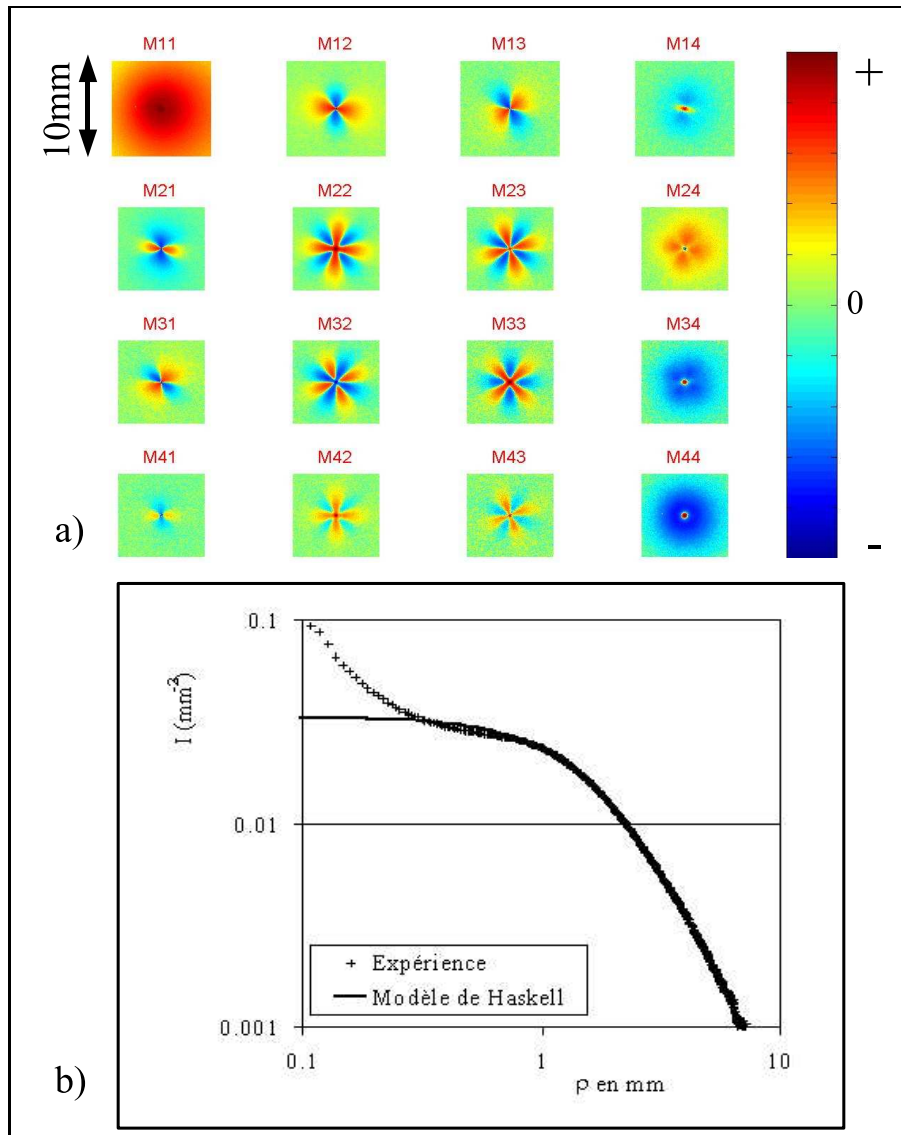 M11 M12 M13 M14
10mm
+
M21 M22 M23 M24
0
M31 M32 M33 M34
M41 M42 M43 M44
a)
-
0.1
I (mm⁻²)
0.01
+ Expérience
Modèle de Haskell
0.001
0.1 1 10
ρ en mm
b)